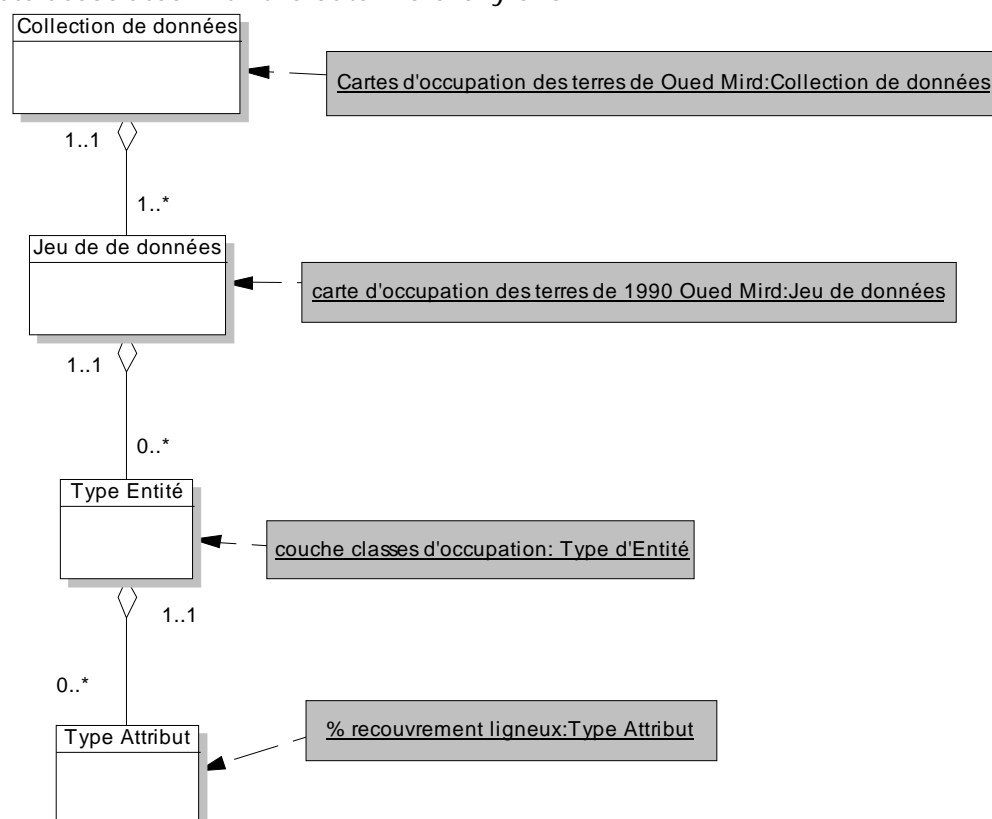 Collection de données
Cartes d'occupation des terres de Oued Mird:Collection de données
1..1
1..*
Jeu de de données
carte d'occupation des terres de 1990 Oued Mird:Jeu de données
1..1
0..*
Type Entité
couche classes d'occupation: Type d'Entité
1..1
0..*
Type Attribut
% recouvrement ligneux:Type Attribut